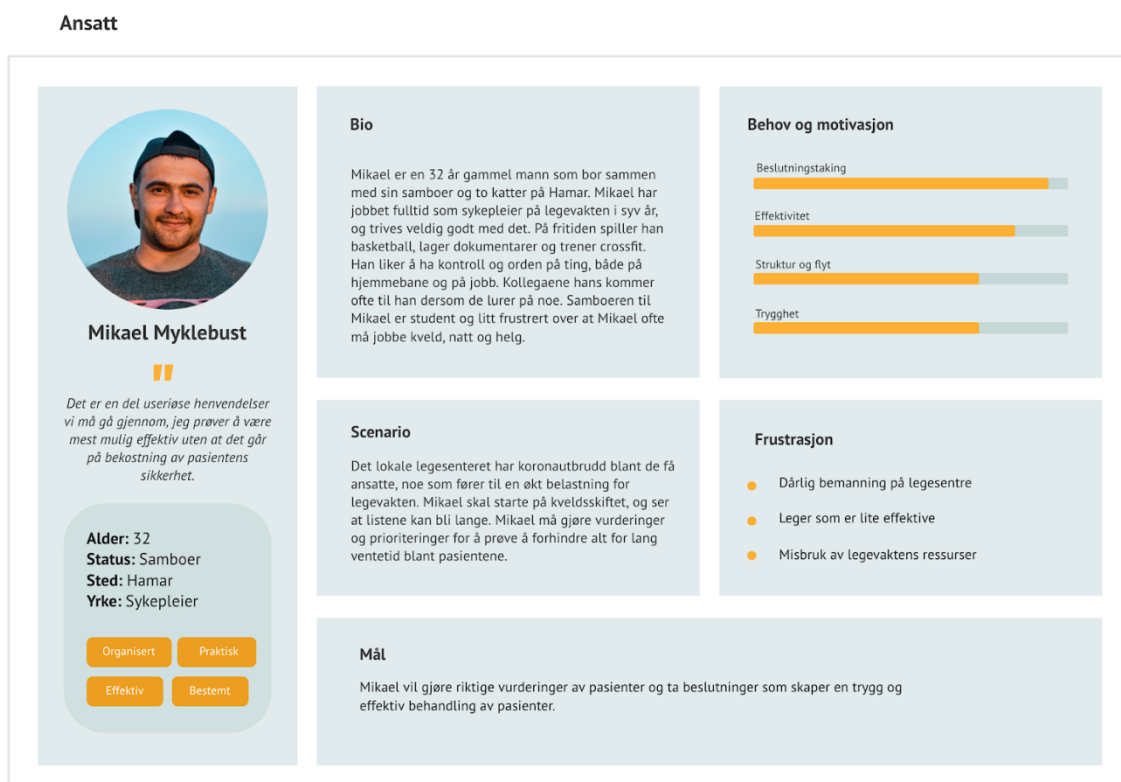 Ansatt
Mikael Myklebust
"
Det er en del useriøse henvendelser
vi må gå gjennom, jeg prøver å være
mest mulig effektiv uten at det går
på bekostning av pasientens
sikkerhet.
Alder: 32
Status: Samboer
Sted: Hamar
Yrke: Sykepleier
Organisert Praktisk
Effektiv Bestemt
Bio
Mikael er en 32 år gammel mann som bor sammen
med sin samboer og to katter på Hamar. Mikael har
jobbet fulltid som sykepleier på legevakten i syv år,
og trives veldig godt med det. På fritiden spiller han
basketball, lager dokumentarer og trener crossfit.
Han liker å ha kontroll og orden på ting, både på
hjemmebane og på jobb. Kollegaene hans kommer
ofte til han dersom de lurer på noe. Samboeren til
Mikael er student og litt frustrert over at Mikael ofte
må jobbe kveld, natt og helg.
Behov og motivasjon
Beslutningstaking
Effektivitet
Struktur og flyt
Trygghet
Scenario
Det lokale legesenteret har koronautbrudd blant de få
ansatte, noe som fører til en økt belastning for
legevakten. Mikael skal starte på kveldsskiftet, og ser
at listene kan bli lange. Mikael må gjøre vurderinger
og prioriteringer for å prøve å forhindre alt for lang
ventetid blant pasientene.
Frustrasjon
Dårlig bemanning på legesentre
Leger som er lite effektive
Misbruk av legevaktens ressurser
Mål
Mikael vil gjøre riktige vurderinger av pasienter og ta beslutninger som skaper en trygg og
effektiv behandling av pasienter.